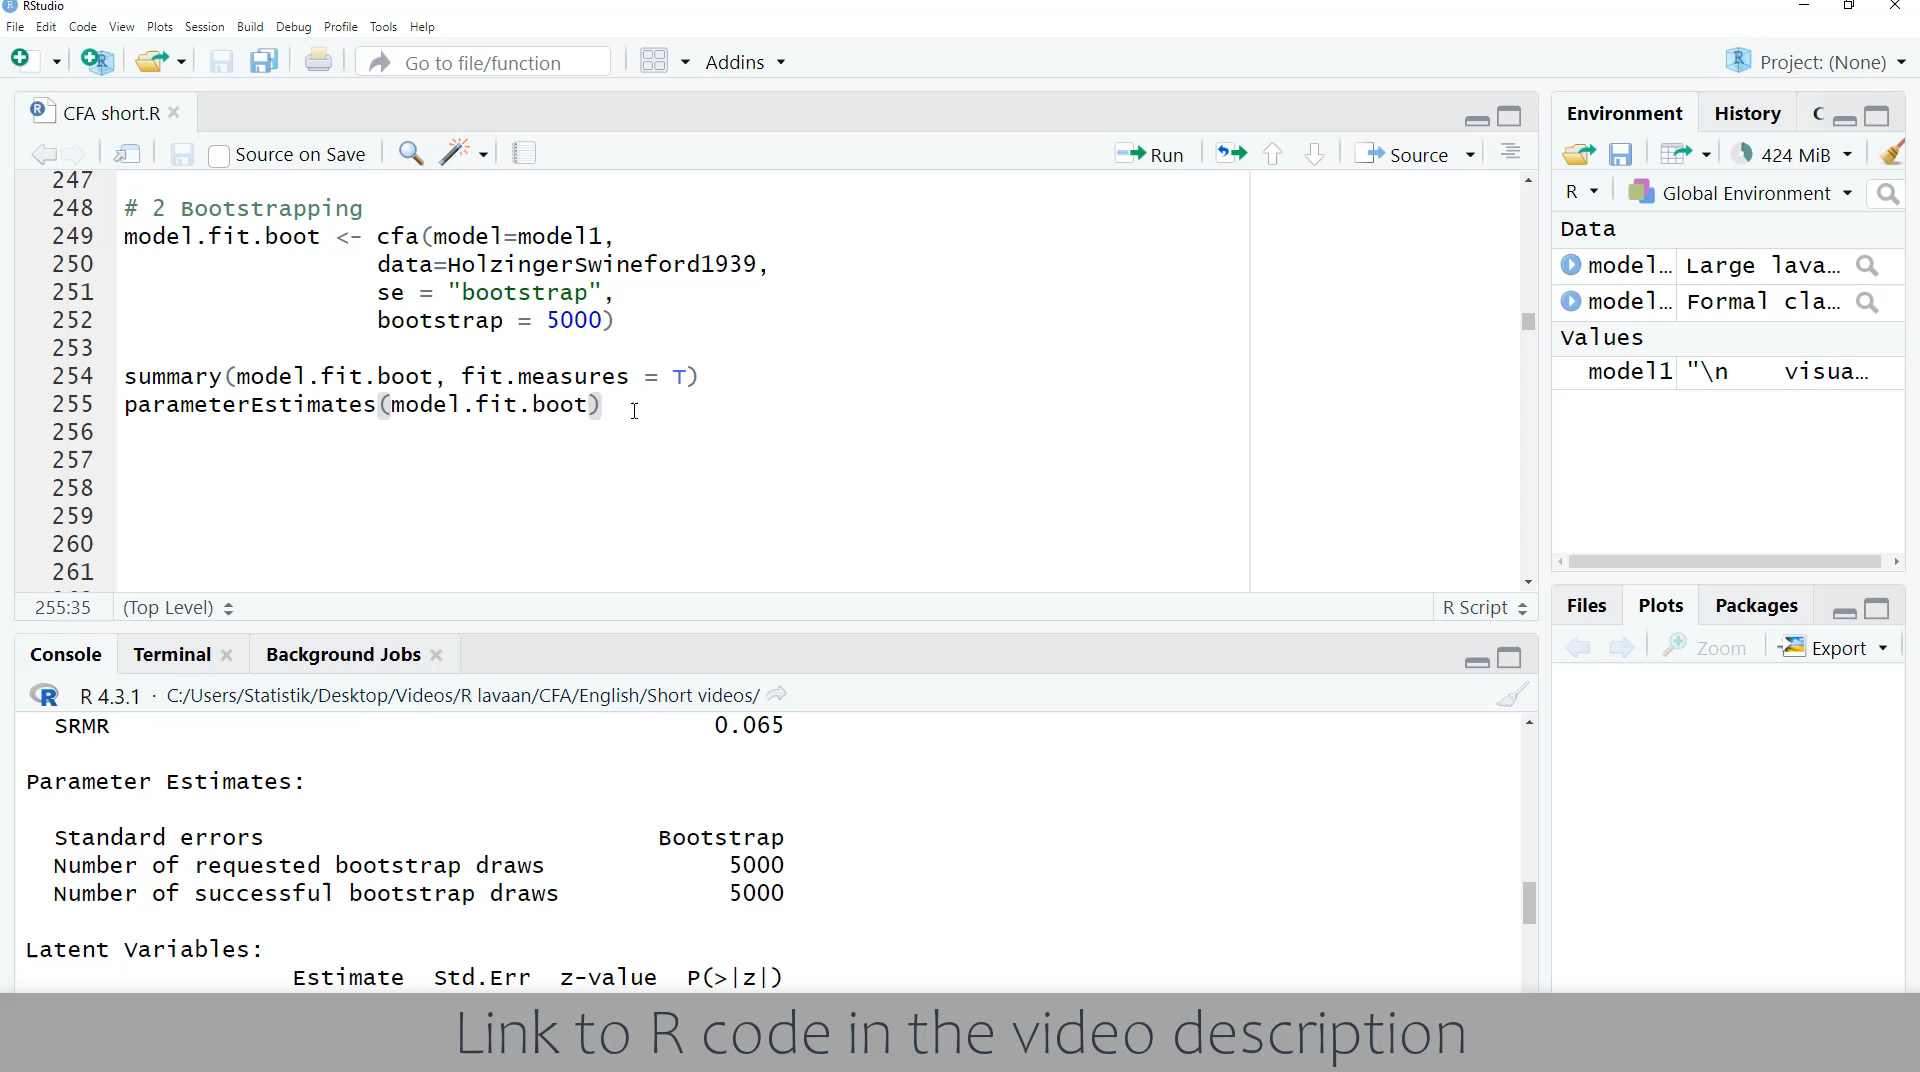 RStudio
File Edit Code View Plots Session Build Debug Profile Tools Help
Go to file/function Addins Project: (None)
CFA short.R
Source on Save Run Source
247
248 # 2 Bootstrapping
249 model.fit.boot <- cfa(model=model1,
250 data=HolzingerSwineford1939,
251 se = "bootstrap",
252 bootstrap = 5000)
253
254 summary(model.fit.boot, fit.measures = T)
255 parameterEstimates(model.fit.boot)
256
257
258
259
260
261
255:35 (Top Level) R Script
Console Terminal Background Jobs
R 4.3.1 · C:/Users/Statistik/Desktop/Videos/R lavaan/CFA/English/Short videos/
SRMR 0.065
Parameter Estimates:
Standard errors Bootstrap
Number of requested bootstrap draws 5000
Number of successful bootstrap draws 5000
Latent Variables:
Estimate Std.Err z-value P(>|z|)
Environment History C
424 MiB
R Global Environment
Data
model… Large lava…
model… Formal cla…
Values
model1 "\n visua…
Files Plots Packages
Zoom Export
Link to R code in the video description